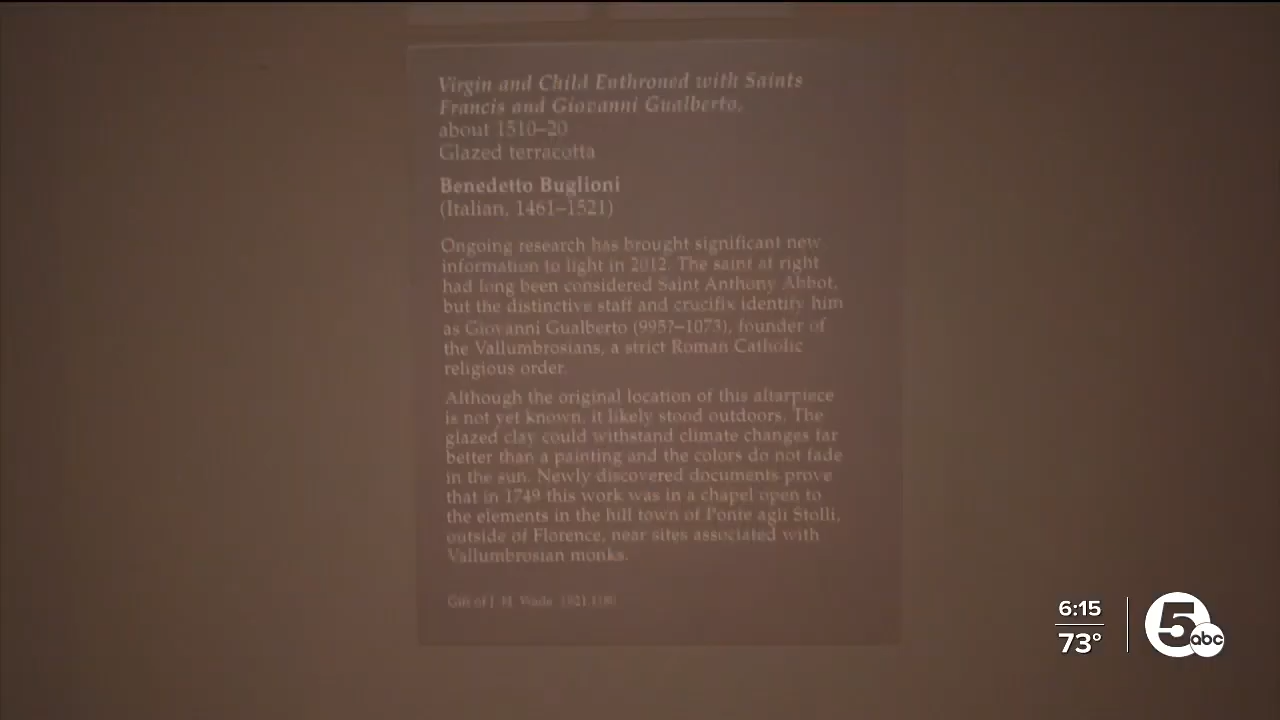 Virgin and Child Enthroned with Saints
Francis and Giovanni Gualberto,
about 1510–20
Glazed terracotta
Benedetto Buglioni
(Italian, 1461–1521)
Ongoing research has brought significant new
information to light in 2012. The saint at right
had long been considered Saint Anthony Abbot,
but the distinctive staff and crucifix identify him
as Giovanni Gualberto (995?–1073), founder of
the Vallumbrosians, a strict Roman Catholic
religious order.
Although the original location of this altarpiece
is not yet known, it likely stood outdoors. The
glazed clay could withstand climate changes far
better than a painting and the colors do not fade
in the sun. Newly discovered documents prove
that in 1749 this work was in a chapel open to
the elements in the hill town of Ponte agli Stolli,
outside of Florence, near sites associated with
Vallumbrosian monks.
Gift of J. H. Wade
6:15
73°
5
abc